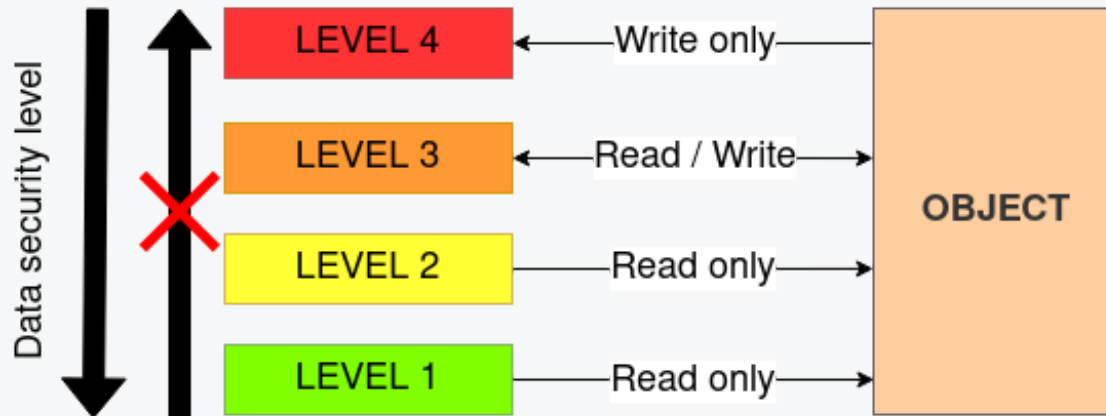 Data security level
LEVEL 4
Write only
LEVEL 3
Read / Write
OBJECT
LEVEL 2
Read only
LEVEL 1
Read only